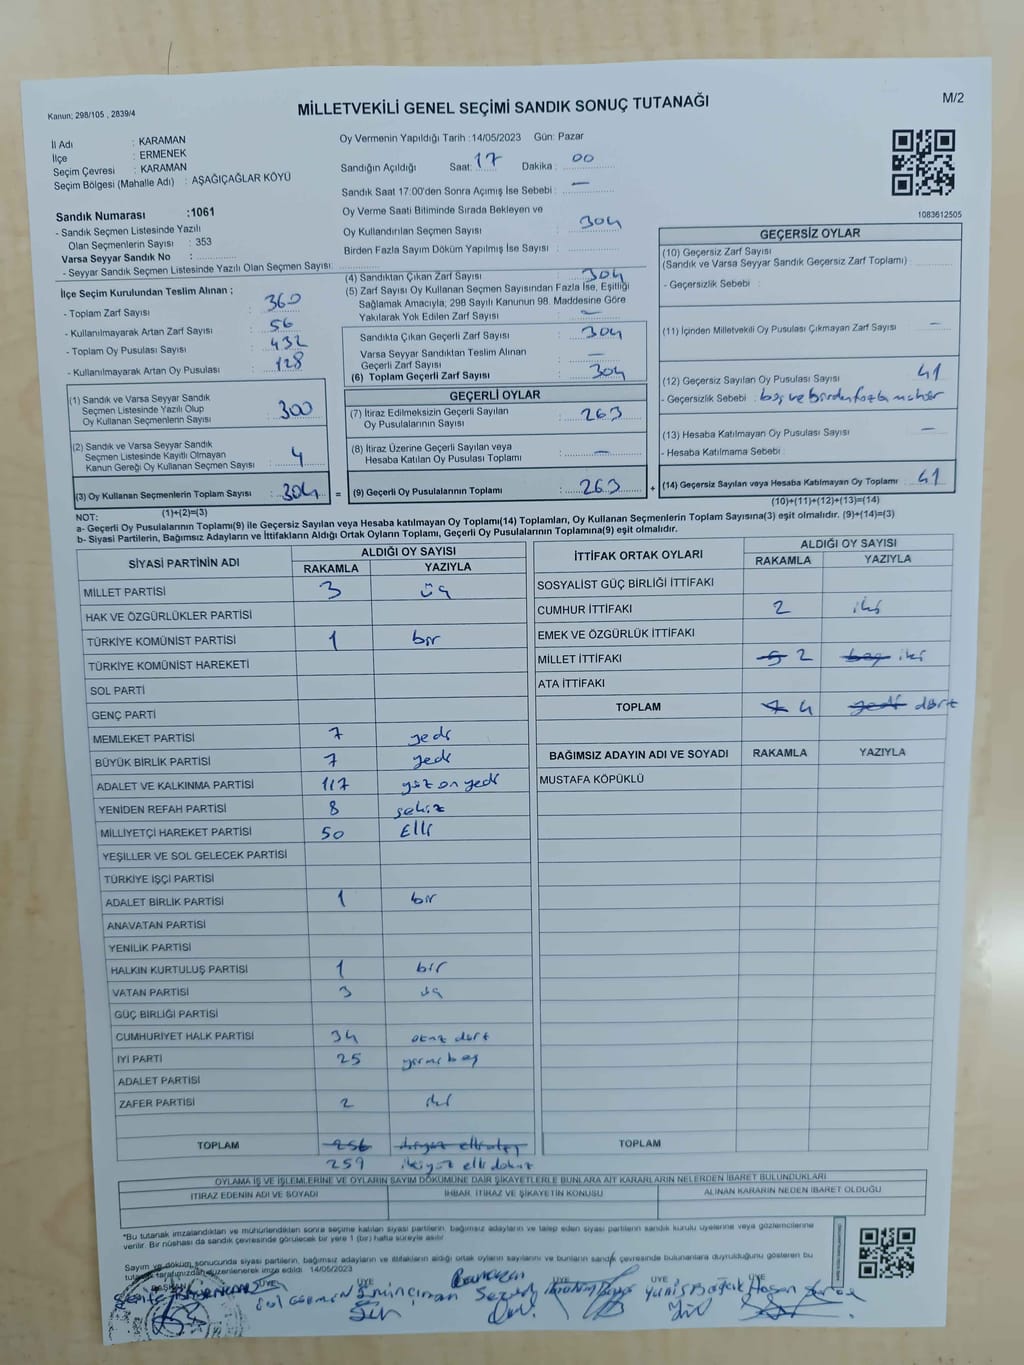 Kanun: 298/105 , 2839/4
MİLLETVEKİLİ GENEL SEÇİMİ SANDIK SONUÇ TUTANAĞI
M/2
İl Adı : KARAMAN
İlçe : ERMENEK
Seçim Çevresi : KARAMAN
Seçim Bölgesi (Mahalle Adı) : AŞAĞIÇAĞLAR KÖYÜ
Oy Vermenin Yapıldığı Tarih :14/05/2023 Gün: Pazar
Sandığın Açıldığı Saat: 17 Dakika : 00
Sandık Saat 17:00'den Sonra Açımış İse Sebebi : —
Oy Verme Saati Bitiminde Sırada Bekleyen ve
Oy Kullandırılan Seçmen Sayısı : 304
Birden Fazla Sayım Döküm Yapılmış İse Sayısı :
1083612505
Sandık Numarası :1061
- Sandık Seçmen Listesinde Yazılı
Olan Seçmenlerin Sayısı : 353
Varsa Seyyar Sandık No :
- Seyyar Sandık Seçmen Listesinde Yazılı Olan Seçmen Sayısı:
İlçe Seçim Kurulundan Teslim Alınan ;
- Toplam Zarf Sayısı : 360
- Kullanılmayarak Artan Zarf Sayısı : 56
- Toplam Oy Pusulası Sayısı : 432
- Kullanılmayarak Artan Oy Pusulası : 128
(1) Sandık ve Varsa Seyyar Sandık
Seçmen Listesinde Yazılı Olup
Oy Kullanan Seçmenlerin Sayısı : 300
(2) Sandık ve Varsa Seyyar Sandık
Seçmen Listesinde Kayıtlı Olmayan
Kanun Gereği Oy Kullanan Seçmen Sayısı : 4
(3) Oy Kullanan Seçmenlerin Toplam Sayısı : 304
(1)+(2)=(3)
(4) Sandıktan Çıkan Zarf Sayısı : 304
(5) Zarf Sayısı Oy Kullanan Seçmen Sayısından Fazla İse, Eşitliği
Sağlamak Amacıyla; 298 Sayılı Kanunun 98. Maddesine Göre
Yakılarak Yok Edilen Zarf Sayısı : —
Sandıkta Çıkan Geçerli Zarf Sayısı : 304
Varsa Seyyar Sandıktan Teslim Alınan
Geçerli Zarf Sayısı : —
(6) Toplam Geçerli Zarf Sayısı : 304
GEÇERLİ OYLAR
(7) İtiraz Edilmeksizin Geçerli Sayılan
Oy Pusulalarının Sayısı : 263
(8) İtiraz Üzerine Geçerli Sayılan veya
Hesaba Katılan Oy Pusulası Toplamı : —
= (9) Geçerli Oy Pusulalarının Toplamı : 263 +
GEÇERSİZ OYLAR
(10) Geçersiz Zarf Sayısı
(Sandık ve Varsa Seyyar Sandık Geçersiz Zarf Toplamı) :
- Geçersizlik Sebebi :
(11) İçinden Milletvekili Oy Pusulası Çıkmayan Zarf Sayısı : —
(12) Geçersiz Sayılan Oy Pusulası Sayısı : 41
- Geçersizlik Sebebi : boş ve birden fazla mühür
(13) Hesaba Katılmayan Oy Pusulası Sayısı : —
- Hesaba Katılmama Sebebi :
(14) Geçersiz Sayılan veya Hesaba Katılmayan Oy Toplamı : 41
(10)+(11)+(12)+(13)=(14)
NOT:
a- Geçerli Oy Pusulalarının Toplamı(9) ile Geçersiz Sayılan veya Hesaba katılmayan Oy Toplamı(14) Toplamları, Oy Kullanan Seçmenlerin Toplam Sayısına(3) eşit olmalıdır. (9)+(14)=(3)
b- Siyasi Partilerin, Bağımsız Adayların ve İttifakların Aldığı Ortak Oyların Toplamı, Geçerli Oy Pusulalarının Toplamına(9) eşit olmalıdır.
SİYASİ PARTİNİN ADI ALDIĞI OY SAYISI
RAKAMLA YAZIYLA
MİLLET PARTİSİ 3 üç
HAK VE ÖZGÜRLÜKLER PARTİSİ
TÜRKİYE KOMÜNİST PARTİSİ 1 bir
TÜRKİYE KOMÜNİST HAREKETİ
SOL PARTİ
GENÇ PARTİ
MEMLEKET PARTİSİ 7 yedi
BÜYÜK BİRLİK PARTİSİ 7 yedi
ADALET VE KALKINMA PARTİSİ 117 yüz on yedi
YENİDEN REFAH PARTİSİ 8 sekiz
MİLLİYETÇİ HAREKET PARTİSİ 50 Elli
YEŞİLLER VE SOL GELECEK PARTİSİ
TÜRKİYE İŞÇİ PARTİSİ
ADALET BİRLİK PARTİSİ 1 bir
ANAVATAN PARTİSİ
YENİLİK PARTİSİ
HALKIN KURTULUŞ PARTİSİ 1 bir
VATAN PARTİSİ 3 üç
GÜÇ BİRLİĞİ PARTİSİ
CUMHURİYET HALK PARTİSİ 34 otuz dört
İYİ PARTİ 25 yirmi beş
ADALET PARTİSİ
ZAFER PARTİSİ 2 iki
TOPLAM 256 ikiyüz elli altı
259 ikiyüz elli dokuz
İTTİFAK ORTAK OYLARI ALDIĞI OY SAYISI
RAKAMLA YAZIYLA
SOSYALİST GÜÇ BİRLİĞİ İTTİFAKI
CUMHUR İTTİFAKI 2 iki
EMEK VE ÖZGÜRLÜK İTTİFAKI
MİLLET İTTİFAKI 5 2 beş iki
ATA İTTİFAKI
TOPLAM 7 4 yedi dört
BAĞIMSIZ ADAYIN ADI VE SOYADI RAKAMLA YAZIYLA
MUSTAFA KÖPÜKLÜ
TOPLAM
OYLAMA İŞ VE İŞLEMLERİNE VE OYLARIN SAYIM DÖKÜMÜNE DAİR ŞİKAYETLERLE BUNLARA AİT KARARLARIN NELERDEN İBARET BULUNDUKLARI
İTİRAZ EDENİN ADI VE SOYADI İHBAR, İTİRAZ VE ŞİKAYETİN KONUSU ALINAN KARARIN NEDEN İBARET OLDUĞU
*Bu tutanak imzalandıktan ve mühürlendikten sonra seçime katılan siyasi partilerin, bağımsız adayların ve talep eden siyasi partilerin sandık kurulu üyelerine veya gözlemcilerine
verilir. Bir nüshası da sandık çevresinde görülecek bir yere 1 (bir) hafta süreyle asılır.
Sayım ve döküm sonucunda siyasi partilerin, bağımsız adayların ve ittifakların aldığı ortak oyların sayılarını ve bunların sandık çevresinde bulunanlara duyrulduğunu gösteren bu
tutanak tarafımızdan düzenlenerek imza edildi. 14/05/2023
BAŞKAN ÜYE ÜYE ÜYE ÜYE ÜYE